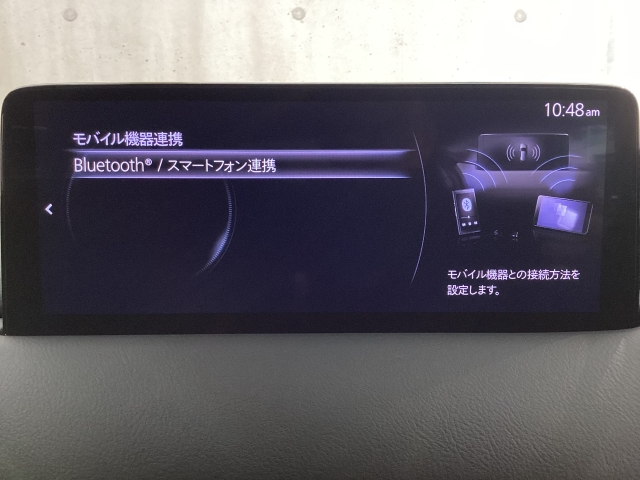 10:48am
モバイル機器連携
Bluetooth® / スマートフォン連携
モバイル機器との接続方法を
設定します。